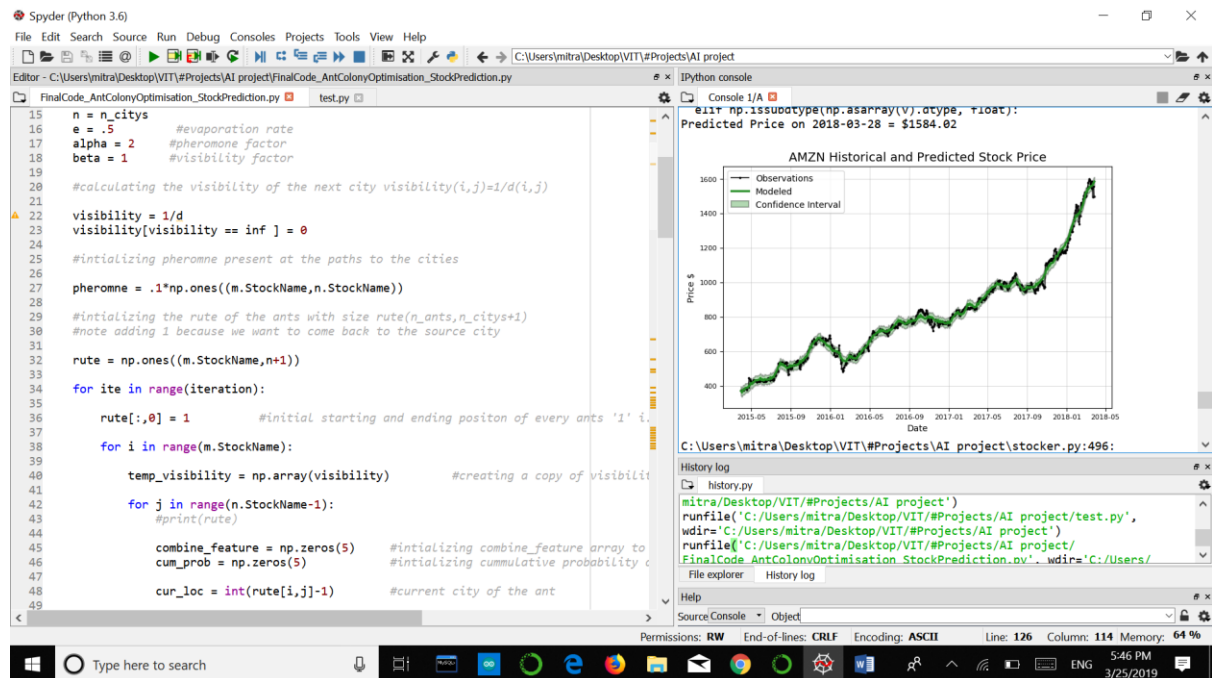 Spyder (Python 3.6)
File Edit Search Source Run Debug Consoles Projects Tools View Help
C:\Users\mitra\Desktop\VIT\#Projects\AI project
Editor - C:\Users\mitra\Desktop\VIT\#Projects\AI project\FinalCode_AntColonyOptimisation_StockPrediction.py
FinalCode_AntColonyOptimisation_StockPrediction.py test.py
15 n = n_citys
16 e = .5 #evaporation rate
17 alpha = 2 #pheromone factor
18 beta = 1 #visibility factor
19
20 #calculating the visibility of the next city visibility(i,j)=1/d(i,j)
21
22 visibility = 1/d
23 visibility[visibility == inf ] = 0
24
25 #intializing pheromne present at the paths to the cities
26
27 pheromne = .1*np.ones((m.StockName,n.StockName))
28
29 #intializing the rute of the ants with size rute(n_ants,n_citys+1)
30 #note adding 1 because we want to come back to the source city
31
32 rute = np.ones((m.StockName,n+1))
33
34 for ite in range(iteration):
35
36 rute[:,0] = 1 #initial starting and ending positon of every ants '1' i.
37
38 for i in range(m.StockName):
39
40 temp_visibility = np.array(visibility) #creating a copy of visibilit
41
42 for j in range(n.StockName-1):
43 #print(rute)
44
45 combine_feature = np.zeros(5) #intializing combine_feature array to
46 cum_prob = np.zeros(5) #intializing cummulative probability
47
48 cur_loc = int(rute[i,j]-1) #current city of the ant
49
IPython console
Console 1/A
elif np.issubdtype(np.asarray(v).dtype, float):
Predicted Price on 2018-03-28 = $1584.02
AMZN Historical and Predicted Stock Price
Observations
Modeled
Confidence Interval
Price $
1600
1400
1200
1000
800
600
400
2015-05 2015-09 2016-01 2016-05 2016-09 2017-01 2017-05 2017-09 2018-01 2018-05
Date
C:\Users\mitra\Desktop\VIT\#Projects\AI project\stocker.py:496:
History log
history.py
mitra/Desktop/VIT/#Projects/AI project')
runfile('C:/Users/mitra/Desktop/VIT/#Projects/AI project/test.py',
wdir='C:/Users/mitra/Desktop/VIT/#Projects/AI project')
runfile('C:/Users/mitra/Desktop/VIT/#Projects/AI project/
FinalCode_AntColonyOptimisation_StockPrediction.py', wdir='C:/Users/
File explorer History log
Help
Source Console Object
Permissions: RW End-of-lines: CRLF Encoding: ASCII Line: 126 Column: 114 Memory: 64 %
Type here to search
ENG
5:46 PM
3/25/2019